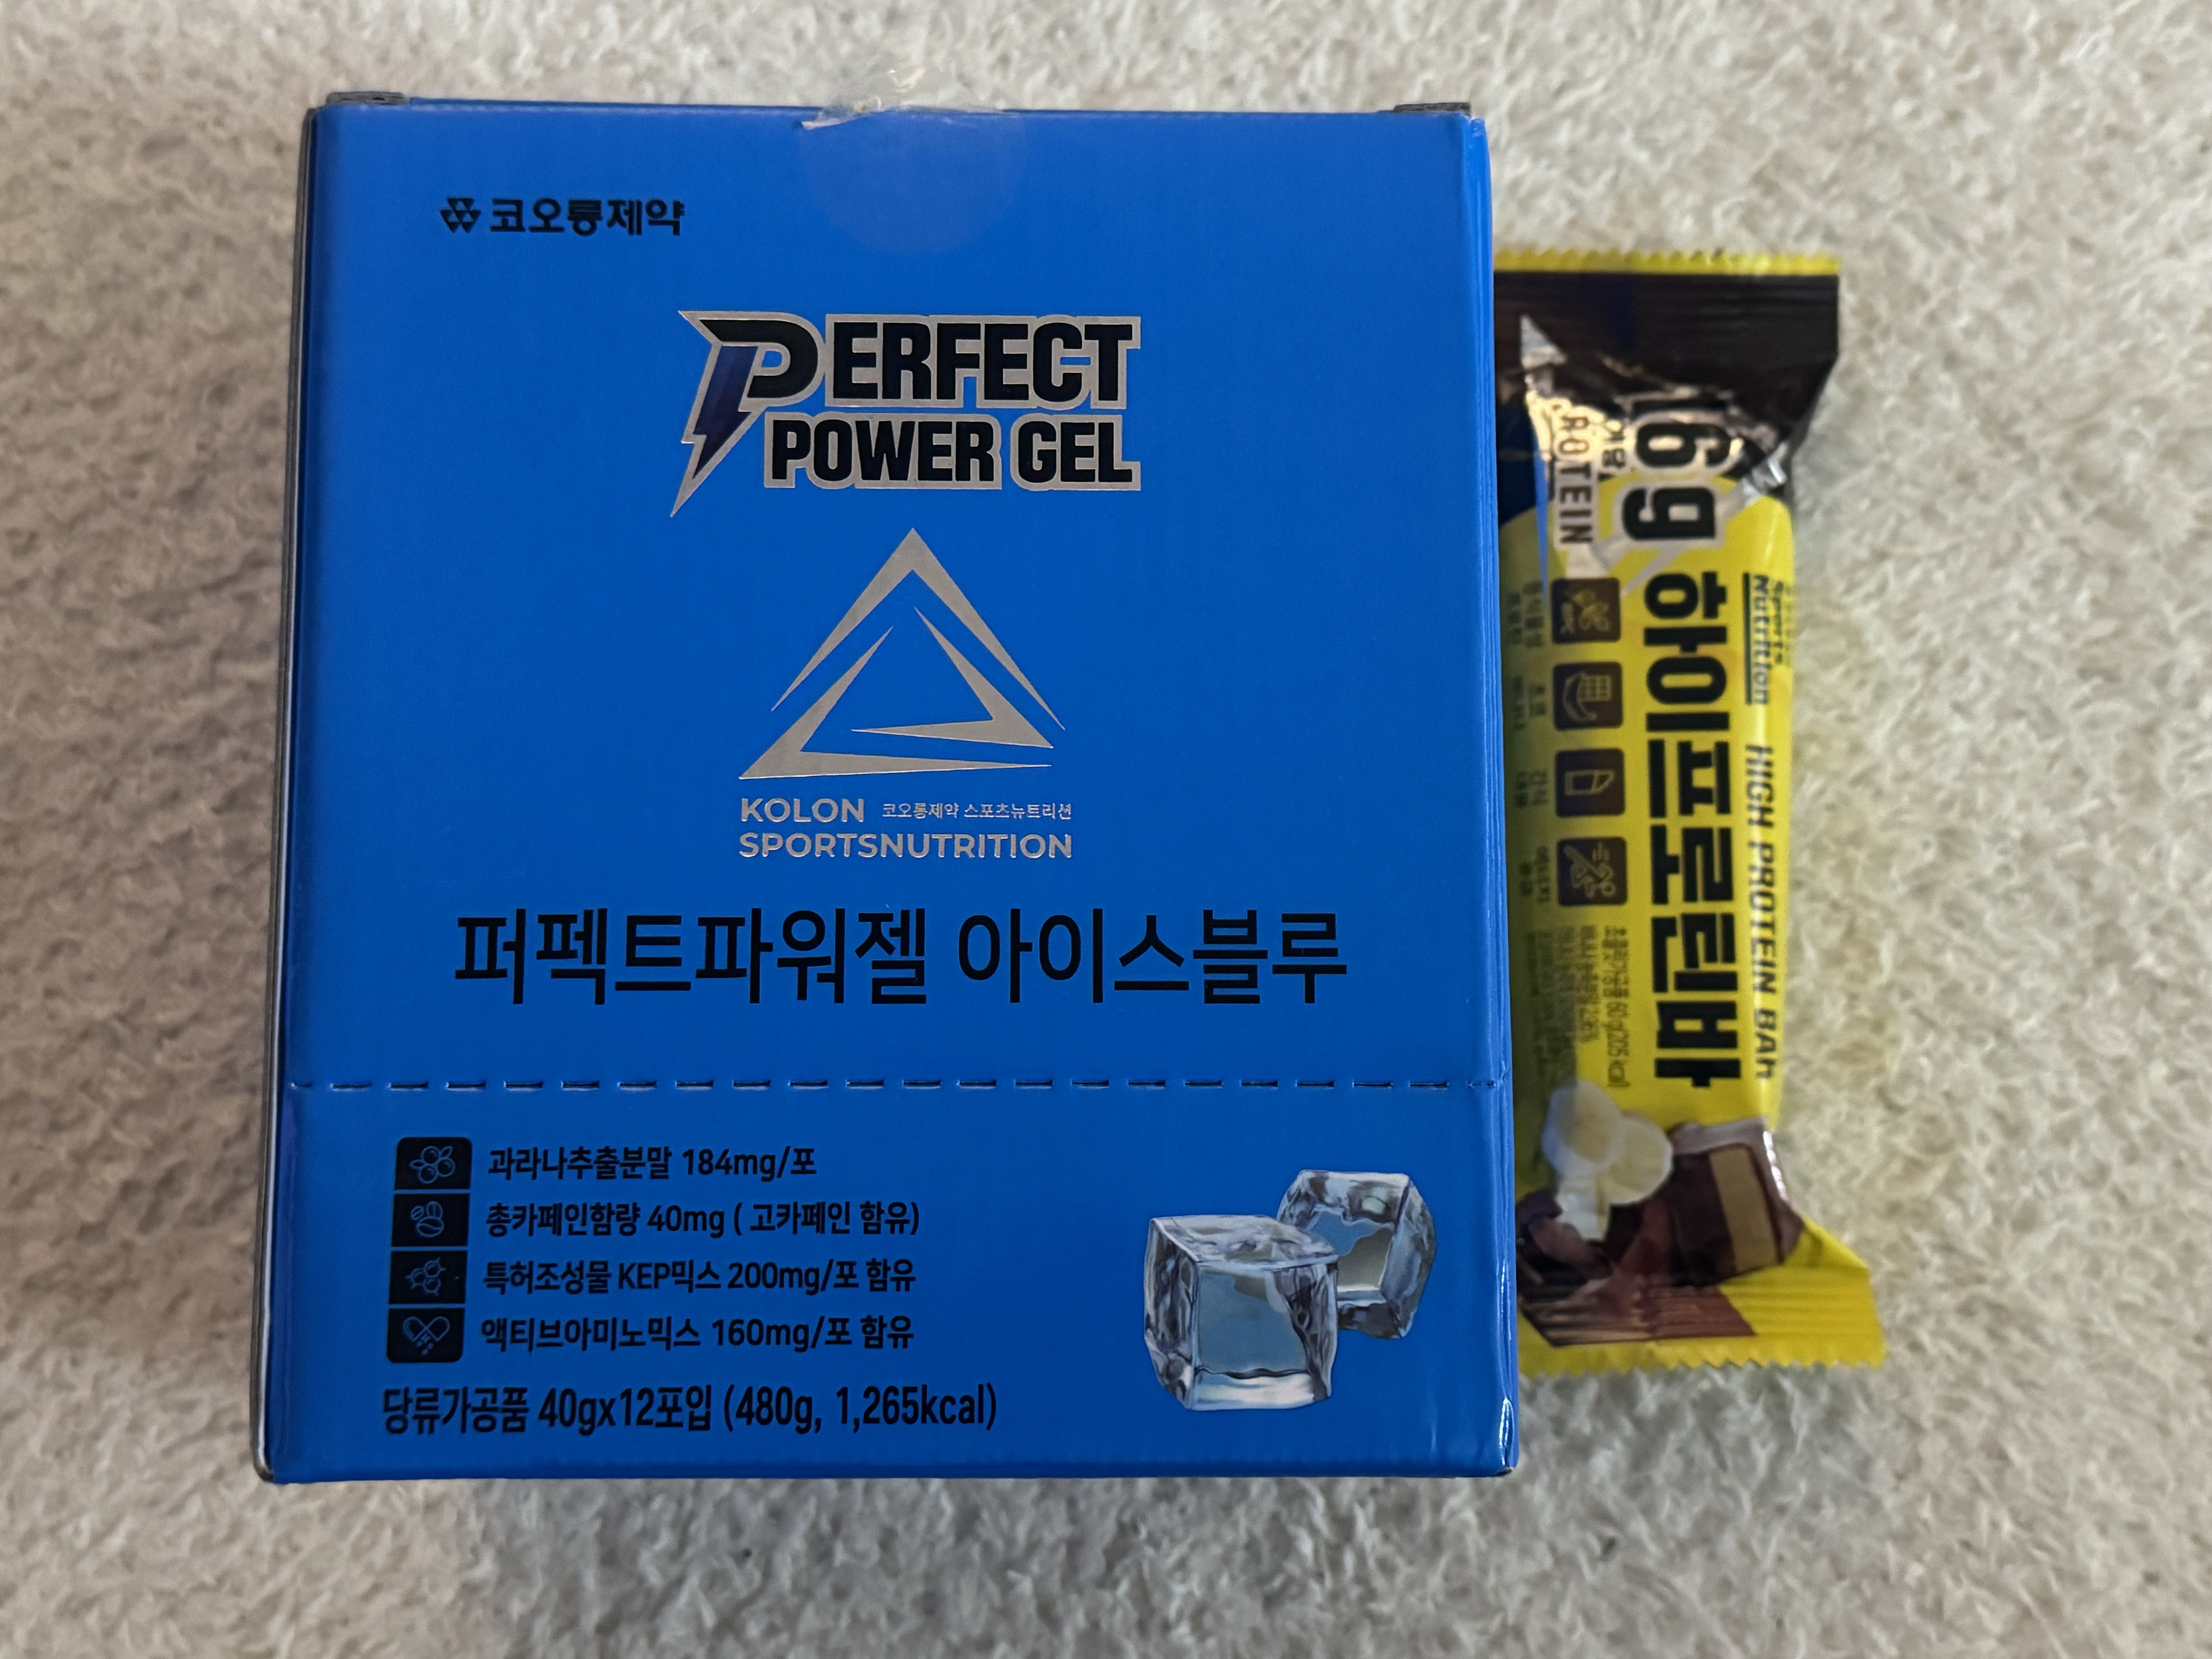 코오롱제약
PERFECT
POWER GEL
KOLON 코오롱제약 스포츠뉴트리션
SPORTSNUTRITION
퍼펙트파워젤 아이스블루
과라나추출분말 184mg/포
총카페인함량 40mg ( 고카페인 함유)
특허조성물 KEP믹스 200mg/포 함유
액티브아미노믹스 160mg/포 함유
당류가공품 40gx12포입 (480g, 1,265kcal)
Sports
Nutrition
HIGH PROTEIN BAR
16g 하이프로틴바
PROTEIN